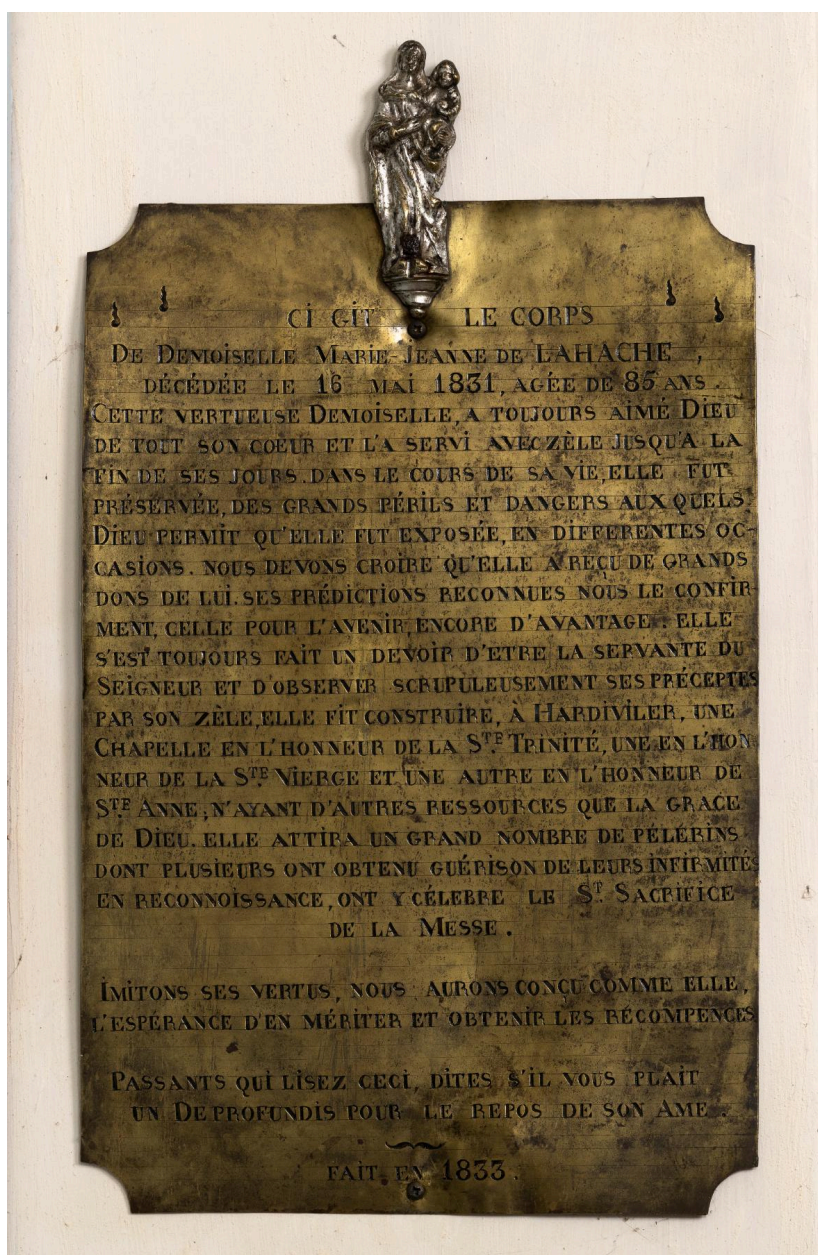 CI GIT LE CORPS
DE DEMOISELLE MARIE-JEANNE DE LAHACHE,
DÉCÉDÉE LE 16 MAI 1831, AGÉE DE 85 ANS.
CETTE VERTUEUSE DEMOISELLE, A TOUJOURS AIMÉ DIEU
DE TOUT SON COEUR ET L'A SERVI AVEC ZÈLE JUSQU'A LA
FIN DE SES JOURS. DANS LE COURS DE SA VIE, ELLE FUT
PRÉSERVÉE, DES GRANDS PÉRILS ET DANGERS AUX QUELS
DIEU PERMIT QU'ELLE FUT EXPOSÉE, EN DIFFERENTES OC-
CASIONS. NOUS DEVONS CROIRE QU'ELLE A REÇU DE GRANDS
DONS DE LUI. SES PRÉDICTIONS RECONNUES NOUS LE CONFIR-
MENT, CELLE POUR L'AVENIR, ENCORE D'AVANTAGE: ELLE
S'EST TOUJOURS FAIT UN DEVOIR D'ETRE LA SERVANTE DU
SEIGNEUR ET D'OBSERVER SCRUPULEUSEMENT SES PRÉCEPTES
PAR SON ZÈLE, ELLE FIT CONSTRUIRE, À HARDIVILER, UNE
CHAPELLE EN L'HONNEUR DE LA STE. TRINITÉ, UNE EN L'HON-
NEUR DE LA STE. VIERGE ET UNE AUTRE EN L'HONNEUR DE
STE. ANNE; N'AYANT D'AUTRES RESSOURCES QUE LA GRACE
DE DIEU. ELLE ATTIRA UN GRAND NOMBRE DE PÉLÉRINS
DONT PLUSIEURS ONT OBTENU GUÉRISON DE LEURS INFIRMITÉS
EN RECONNOISSANCE, ONT Y CÉLEBRE LE ST. SACRIFICE
DE LA MESSE.
IMITONS SES VERTUS, NOUS AURONS CONÇU COMME ELLE,
L'ESPÉRANCE D'EN MÉRITER ET OBTENIR LES RÉCOMPENCES
PASSANTS QUI LISEZ CECI, DITES S'IL VOUS PLAIT
UN DE PROFUNDIS POUR LE REPOS DE SON AME.
FAIT EN 1833.